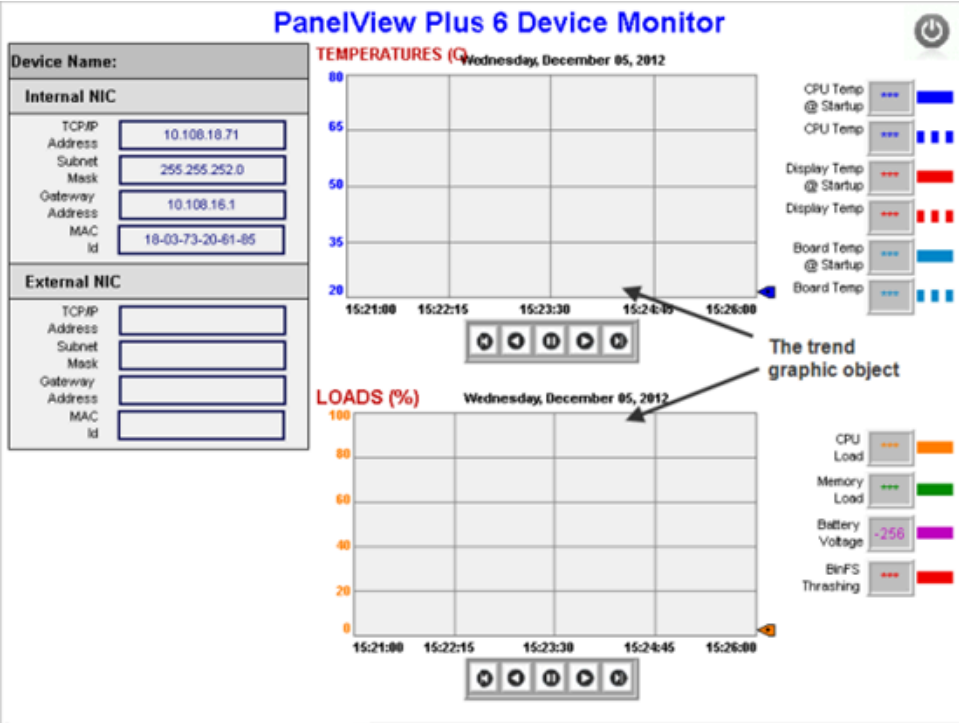 PanelView Plus 6 Device Monitor
Device Name:
Internal NIC
TCP/IP
Address
10.108.18.71
Subnet
Mask
255.255.252.0
Gateway
Address
10.108.16.1
MAC
Id
18-03-73-20-61-85
External NIC
TCP/IP
Address
Subnet
Mask
Gateway
Address
MAC
Id
TEMPERATURES (C)
Wednesday, December 05, 2012
80
65
50
35
20
15:21:00 15:22:15 15:23:30 15:24:45 15:26:00
CPU Temp
@ Startup
***
CPU Temp
***
Display Temp
@ Startup
***
Display Temp
***
Board Temp
@ Startup
***
Board Temp
***
The trend
graphic object
LOADS (%)
Wednesday, December 05, 2012
100
80
60
40
20
0
15:21:00 15:22:15 15:23:30 15:24:45 15:26:00
CPU
Load
***
Memory
Load
***
Battery
Voltage
-256
BinFS
Thrashing
***